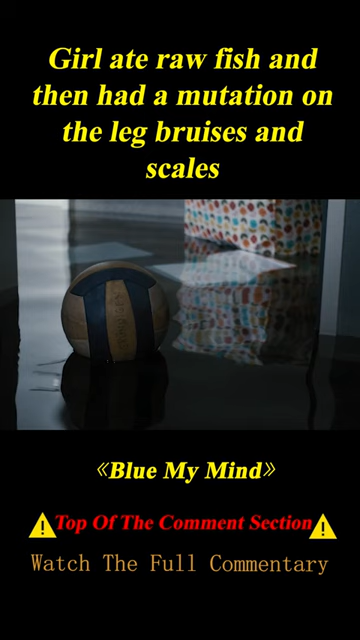 Girl ate raw fish and
then had a mutation on
the leg bruises and
scales
《Blue My Mind》
Top Of The Comment Section
Watch The Full Commentary